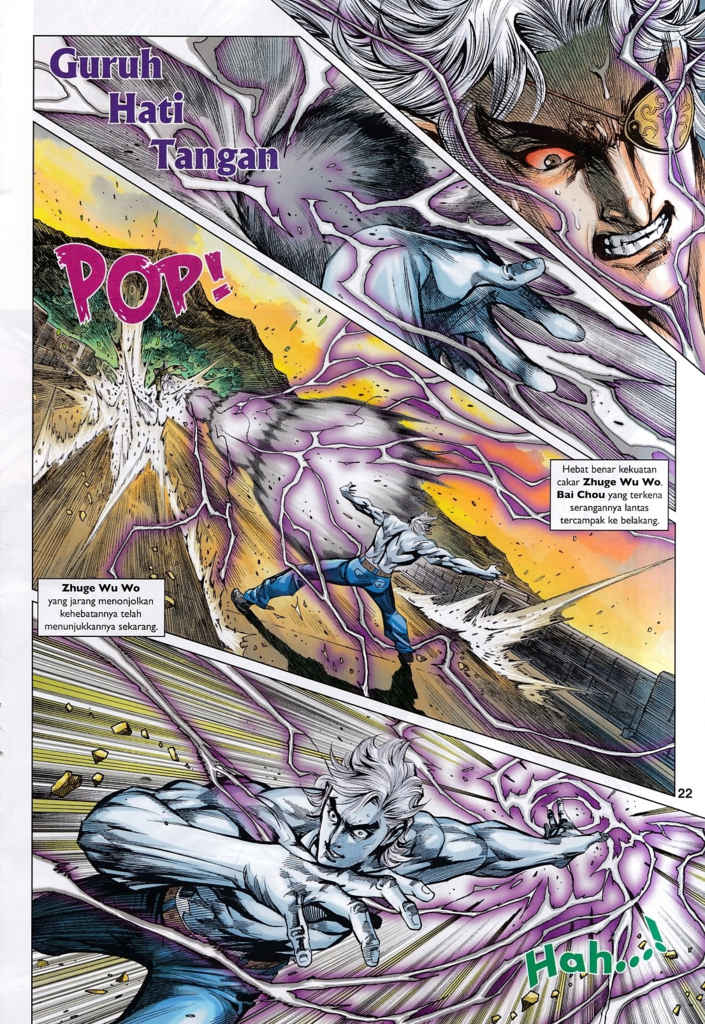 Guruh
Hati
Tangan
POP!
Hebat benar kekuatan
cakar Zhuge Wu Wo.
Bai Chou yang terkena
serangannya lantas
tercampak ke belakang.
Zhuge Wu Wo
yang jarang menonjolkan
kehebatannya telah
menunjukkannya sekarang.
22
Hah...!